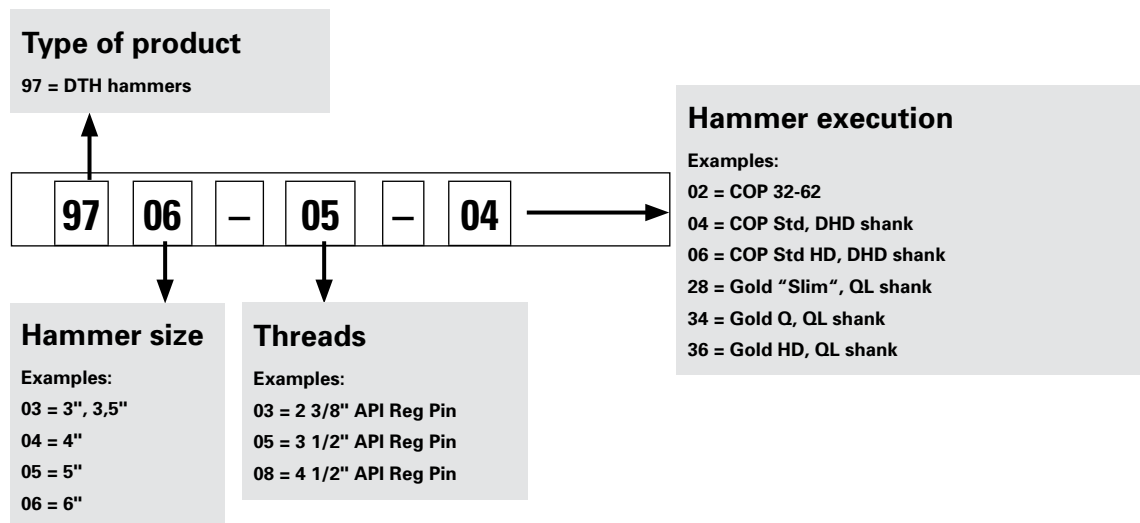 Type of product
97 = DTH hammers
97 06 – 05 – 04
Hammer execution
Examples:
02 = COP 32-62
04 = COP Std, DHD shank
06 = COP Std HD, DHD shank
28 = Gold “Slim“, QL shank
34 = Gold Q, QL shank
36 = Gold HD, QL shank
Hammer size
Examples:
03 = 3", 3,5"
04 = 4"
05 = 5"
06 = 6"
Threads
Examples:
03 = 2 3/8" API Reg Pin
05 = 3 1/2" API Reg Pin
08 = 4 1/2" API Reg Pin